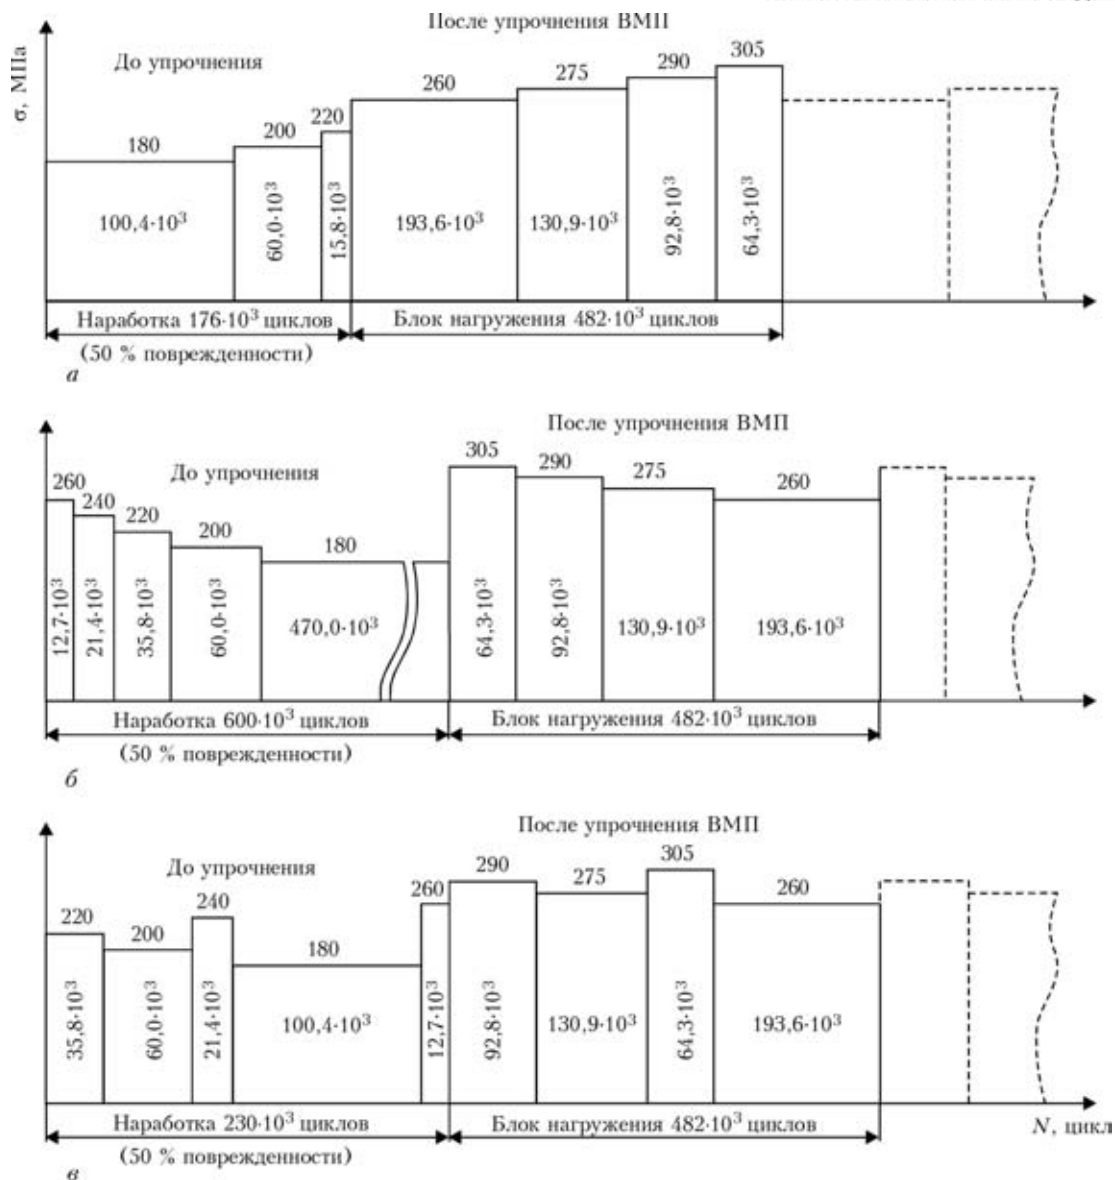 После упрочнения ВМП
До упрочнения
σ, МПа
180
200
220
260
275
290
305
100,4·10³
60,0·10³
15,8·10³
193,6·10³
130,9·10³
92,8·10³
64,3·10³
Наработка 176·10³ циклов
Блок нагружения 482·10³ циклов
(50 % поврежденности)
а
После упрочнения ВМП
До упрочнения
260
240
220
200
180
305
290
275
260
12,7·10³
21,4·10³
35,8·10³
60,0·10³
470,0·10³
64,3·10³
92,8·10³
130,9·10³
193,6·10³
Наработка 600·10³ циклов
Блок нагружения 482·10³ циклов
(50 % поврежденности)
б
После упрочнения ВМП
До упрочнения
220
200
240
180
260
290
275
305
260
35,8·10³
60,0·10³
21,4·10³
100,4·10³
12,7·10³
92,8·10³
130,9·10³
64,3·10³
193,6·10³
Наработка 230·10³ циклов
Блок нагружения 482·10³ циклов
N, цикл
(50 % поврежденности)
в